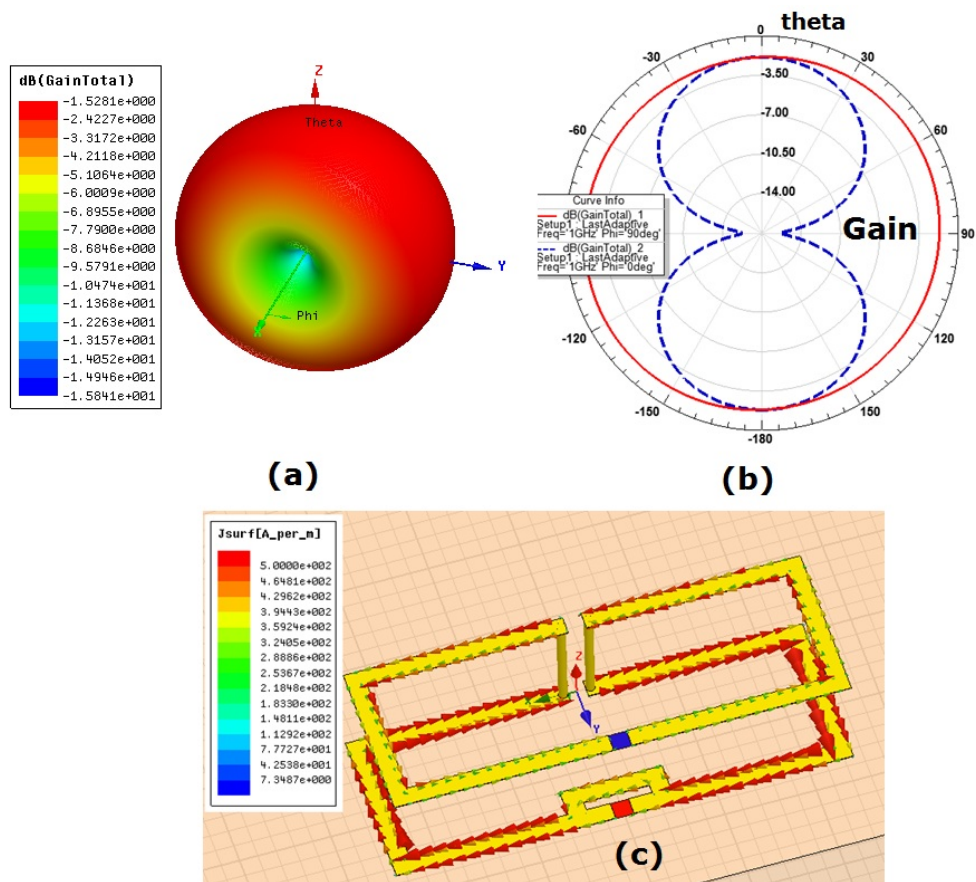 dB(GainTotal)
-1.5281e+000
-2.4227e+000
-3.3172e+000
-4.2118e+000
-5.1064e+000
-6.0009e+000
-6.8955e+000
-7.7900e+000
-8.6846e+000
-9.5791e+000
-1.0474e+001
-1.1368e+001
-1.2263e+001
-1.3157e+001
-1.4052e+001
-1.4946e+001
-1.5841e+001
Z
Theta
Y
Phi
X
(a)
theta
0
-30
30
-3.50
-60
60
-7.00
-10.50
-14.00
Curve Info
dB(GainTotal)_1
Setup1 : LastAdaptive
Freq='1GHz' Phi='90deg'
dB(GainTotal)_2
Setup1 : LastAdaptive
Freq='1GHz' Phi='0deg'
Gain
90
-120
120
-150
150
-180
(b)
Jsurf[A_per_m]
5.0000e+002
4.6481e+002
4.2962e+002
3.9443e+002
3.5924e+002
3.2405e+002
2.8886e+002
2.5367e+002
2.1848e+002
1.8330e+002
1.4811e+002
1.1292e+002
7.7727e+001
4.2538e+001
7.3487e+000
Z
X
Y
(c)